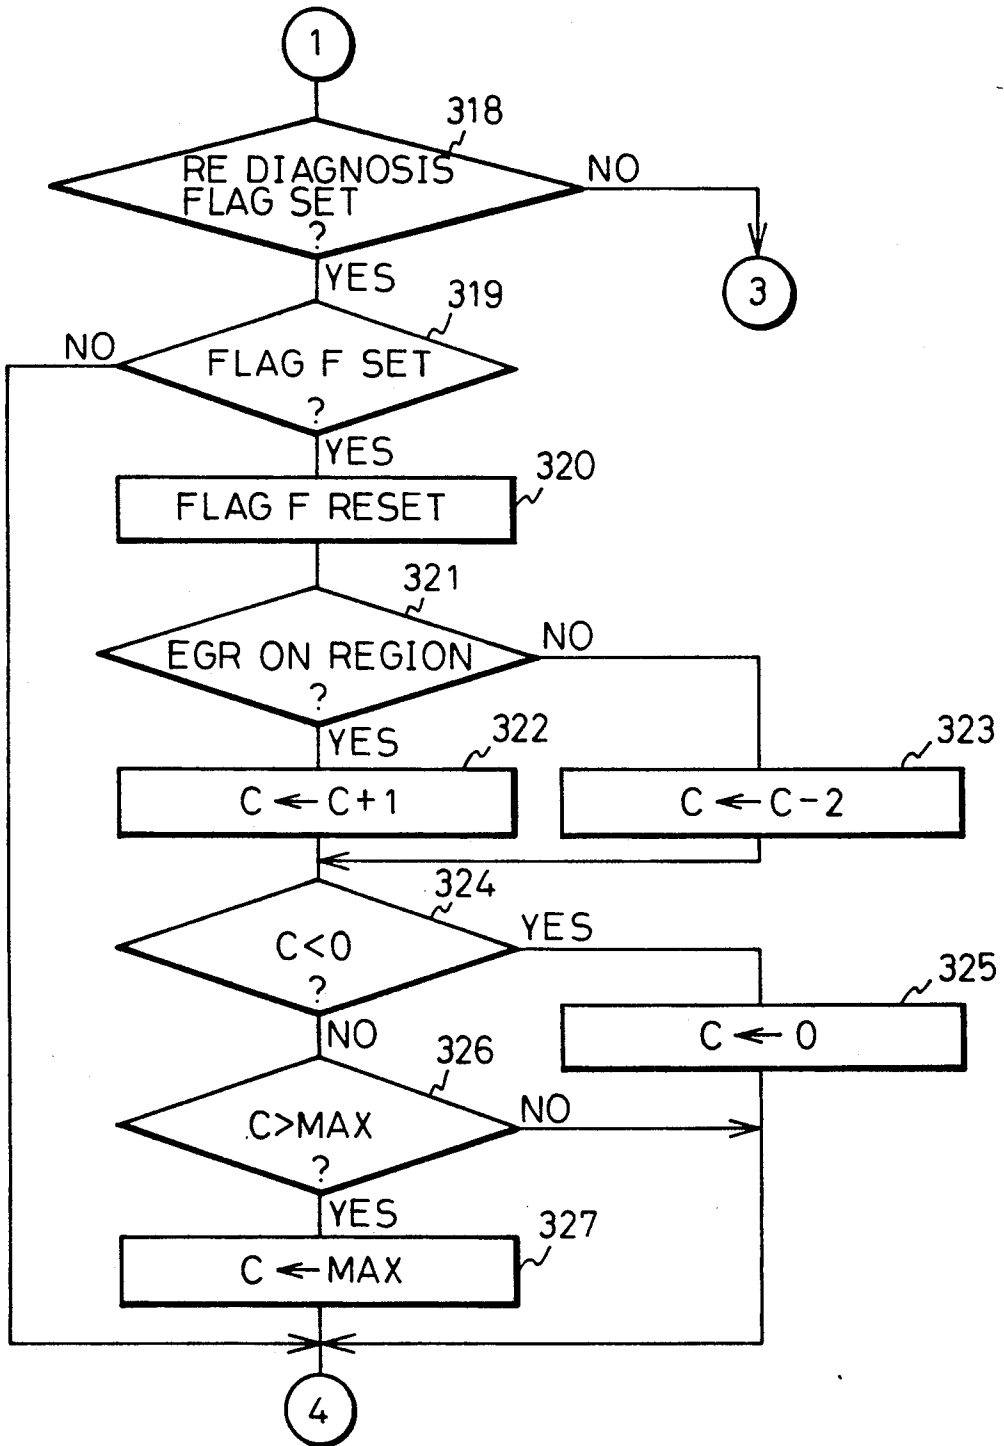 1
318
RE DIAGNOSIS
FLAG SET
?
NO
YES
3
319
NO
FLAG F SET
?
YES
320
FLAG F RESET
321
EGR ON REGION
?
NO
YES
322
323
C ← C+1
C ← C-2
324
C<0
?
YES
325
NO
C ← 0
326
C>MAX
?
NO
YES
327
C ← MAX
4